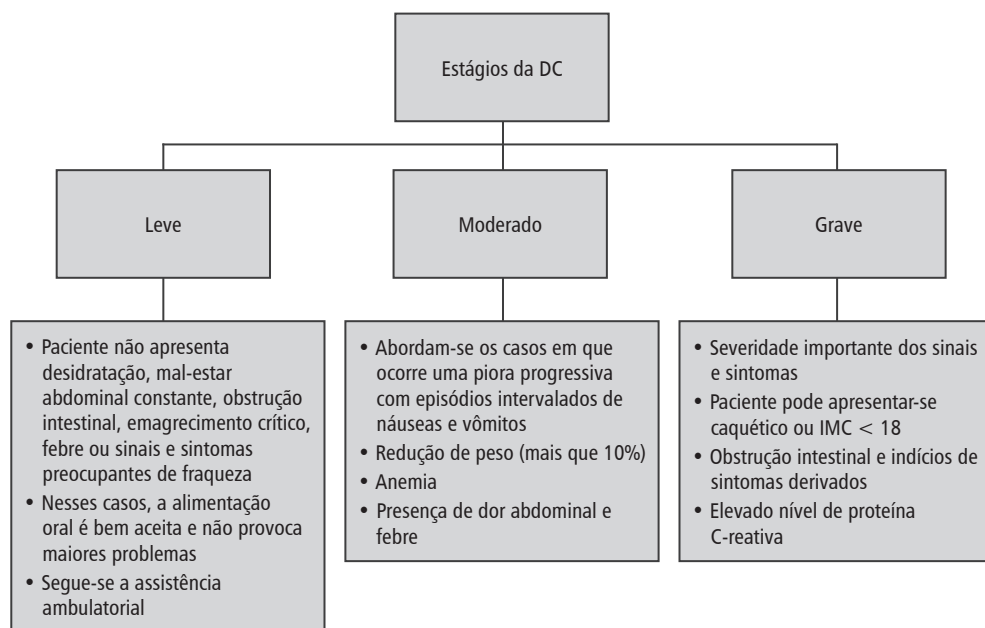 Estágios da DC
Leve
Moderado
Grave
• Paciente não apresenta
desidratação, mal-estar
abdominal constante, obstrução
intestinal, emagrecimento crítico,
febre ou sinais e sintomas
preocupantes de fraqueza
• Nesses casos, a alimentação
oral é bem aceita e não provoca
maiores problemas
• Segue-se a assistência
ambulatorial
• Abordam-se os casos em que
ocorre uma piora progressiva
com episódios intervalados de
náuseas e vômitos
• Redução de peso (mais que 10%)
• Anemia
• Presença de dor abdominal e
febre
• Severidade importante dos sinais
e sintomas
• Paciente pode apresentar-se
caquético ou IMC < 18
• Obstrução intestinal e indícios de
sintomas derivados
• Elevado nível de proteína
C-reativa